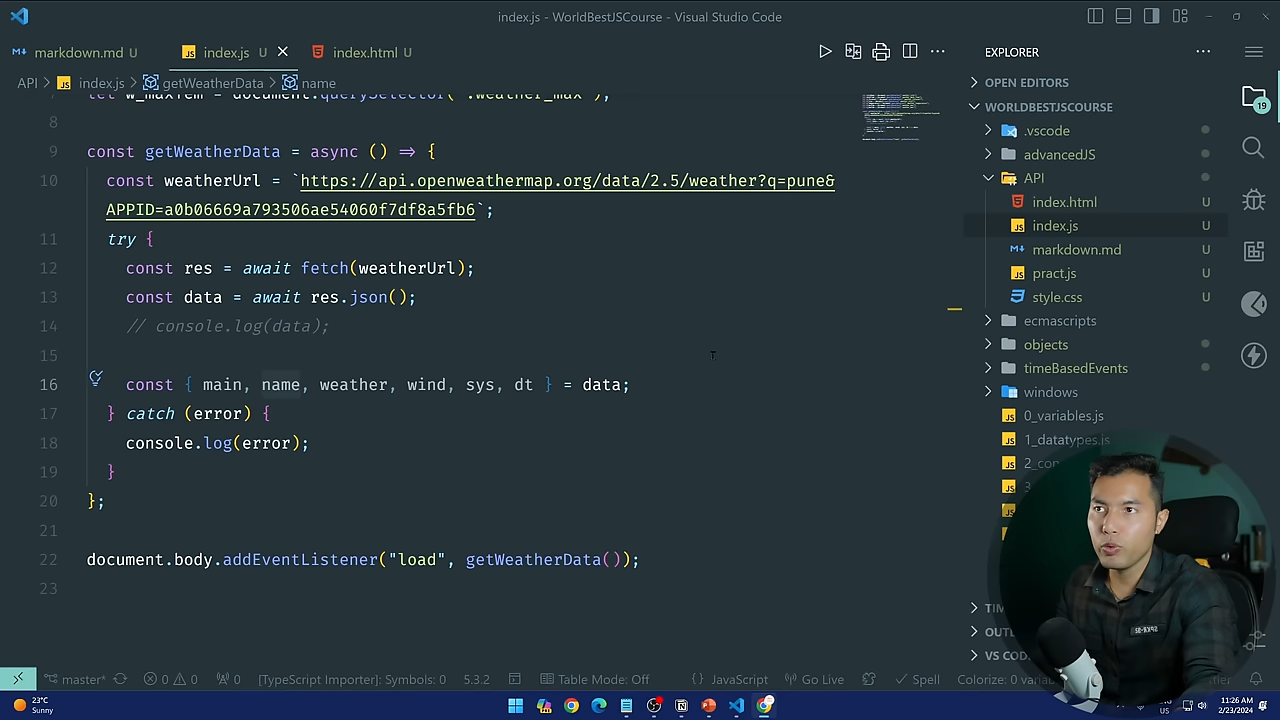 index.js - WorldBestJSCourse - Visual Studio Code
markdown.md U
index.js U
index.html U
API > index.js > getWeatherData > name
8
9 const getWeatherData = async () => {
10 const weatherUrl = `https://api.openweathermap.org/data/2.5/weather?q=pune&
APPID=a0b06669a793506ae54060f7df8a5fb6`;
11 try {
12 const res = await fetch(weatherUrl);
13 const data = await res.json();
14 // console.log(data);
15
16 const { main, name, weather, wind, sys, dt } = data;
17 } catch (error) {
18 console.log(error);
19 }
20 };
21
22 document.body.addEventListener("load", getWeatherData());
23
EXPLORER
OPEN EDITORS
WORLDBESTJSCOURSE
.vscode
advancedJS
API
index.html U
index.js U
markdown.md U
pract.js U
style.css U
ecmascripts
objects
timeBasedEvents
windows
0_variables.js
1_datatypes.js
19
master*
0 0
0
[TypeScript Importer]: Symbols: 0
5.3.2
Table Mode: Off
{ } JavaScript
Go Live
Spell
Colorize: 0
23°C
Sunny
US
11:26 AM
2/23/2024